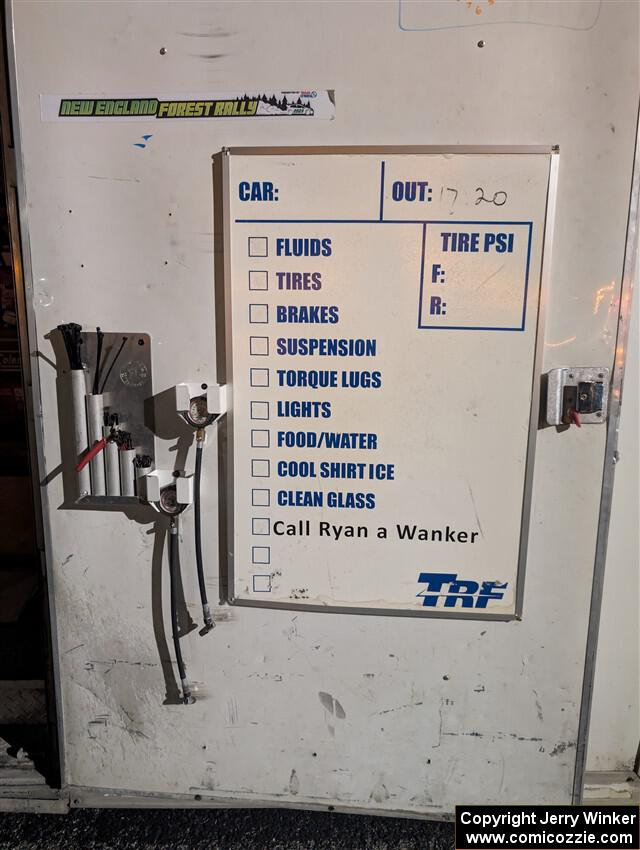 NEW ENGLAND FOREST RALLY
CAR:
OUT: 17 20
TIRE PSI
F:
R:
FLUIDS
TIRES
BRAKES
SUSPENSION
TORQUE LUGS
LIGHTS
FOOD/WATER
COOL SHIRT ICE
CLEAN GLASS
Call Ryan a Wanker
TRF
Copyright Jerry Winker
www.comicozzie.com